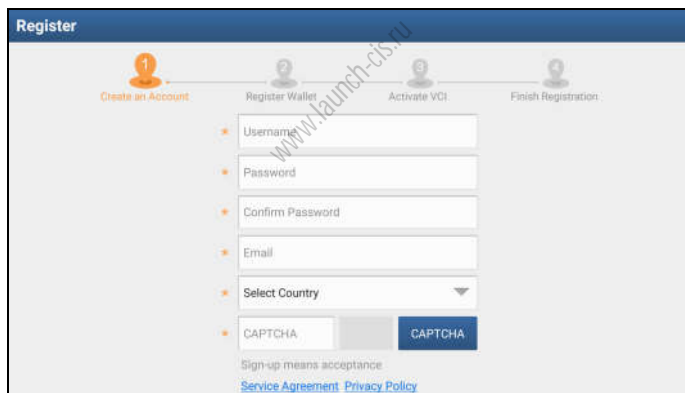 Register
1 2 3 4
Create an Account Register Wallet Activate VCI Finish Registration
www.launch-cis.ru
* Username
* Password
* Confirm Password
* Email
* Select Country
* CAPTCHA CAPTCHA
Sign-up means acceptance
Service Agreement Privacy Policy